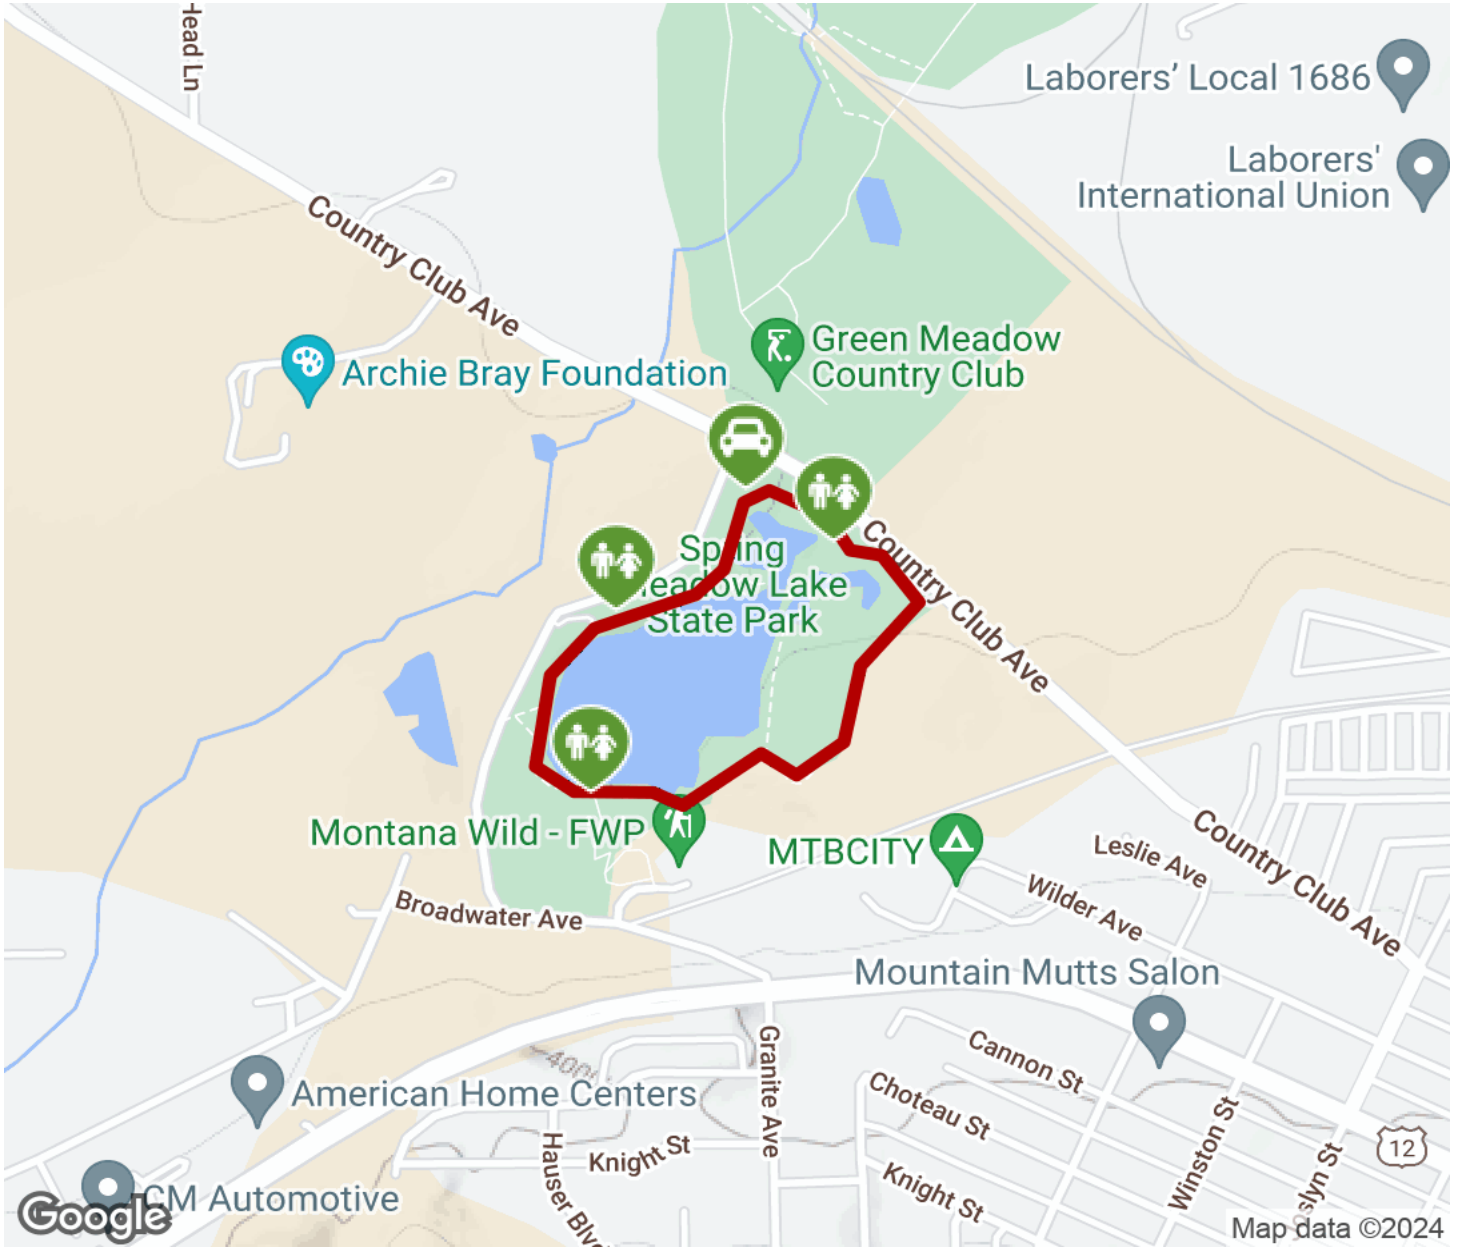 Head Ln
Laborers' Local 1686
Laborers'
International Union
Country Club Ave
Green Meadow
Country Club
Archie Bray Foundation
Country Club Ave
Spring
Meadow Lake
State Park
Montana Wild - FWP
MTBCITY
Leslie Ave
Country Club Ave
Wilder Ave
Broadwater Ave
Mountain Mutts Salon
Granite Ave
Cannon St
American Home Centers
Choteau St
Winston St
12
Knight St
Hauser Blvd
Knight St
CM Automotive
Google
Map data ©2024